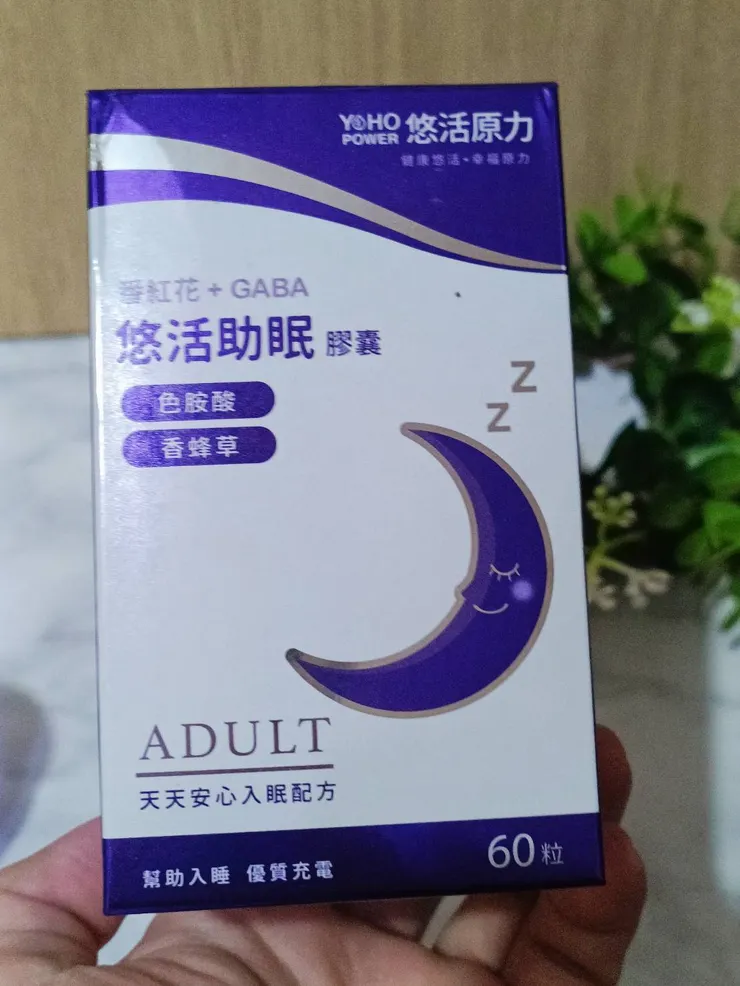 YOHO POWER 悠活原力
健康悠活・幸福原力
番紅花 + GABA
悠活助眠 膠囊
色胺酸
香蜂草
Z
Z
ADULT
天天安心入眠配方
幫助入睡 優質充電
60粒